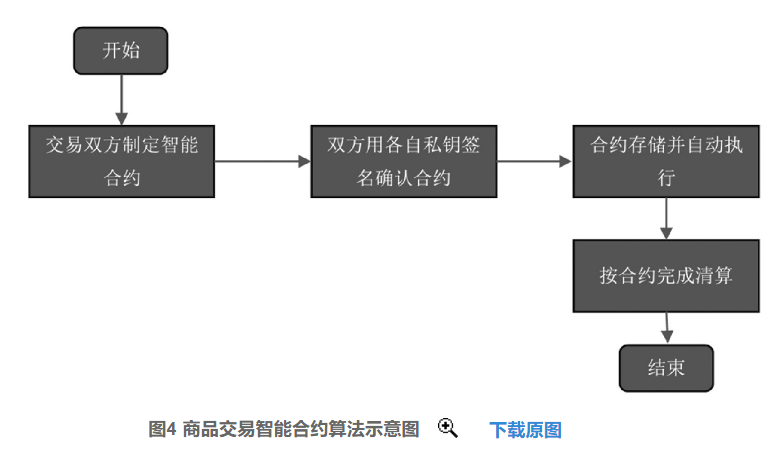 开始
交易双方制定智能
合约
双方用各自私钥签
名确认合约
合约存储并自动执
行
按合约完成清算
结束
图4 商品交易智能合约算法示意图
下载原图